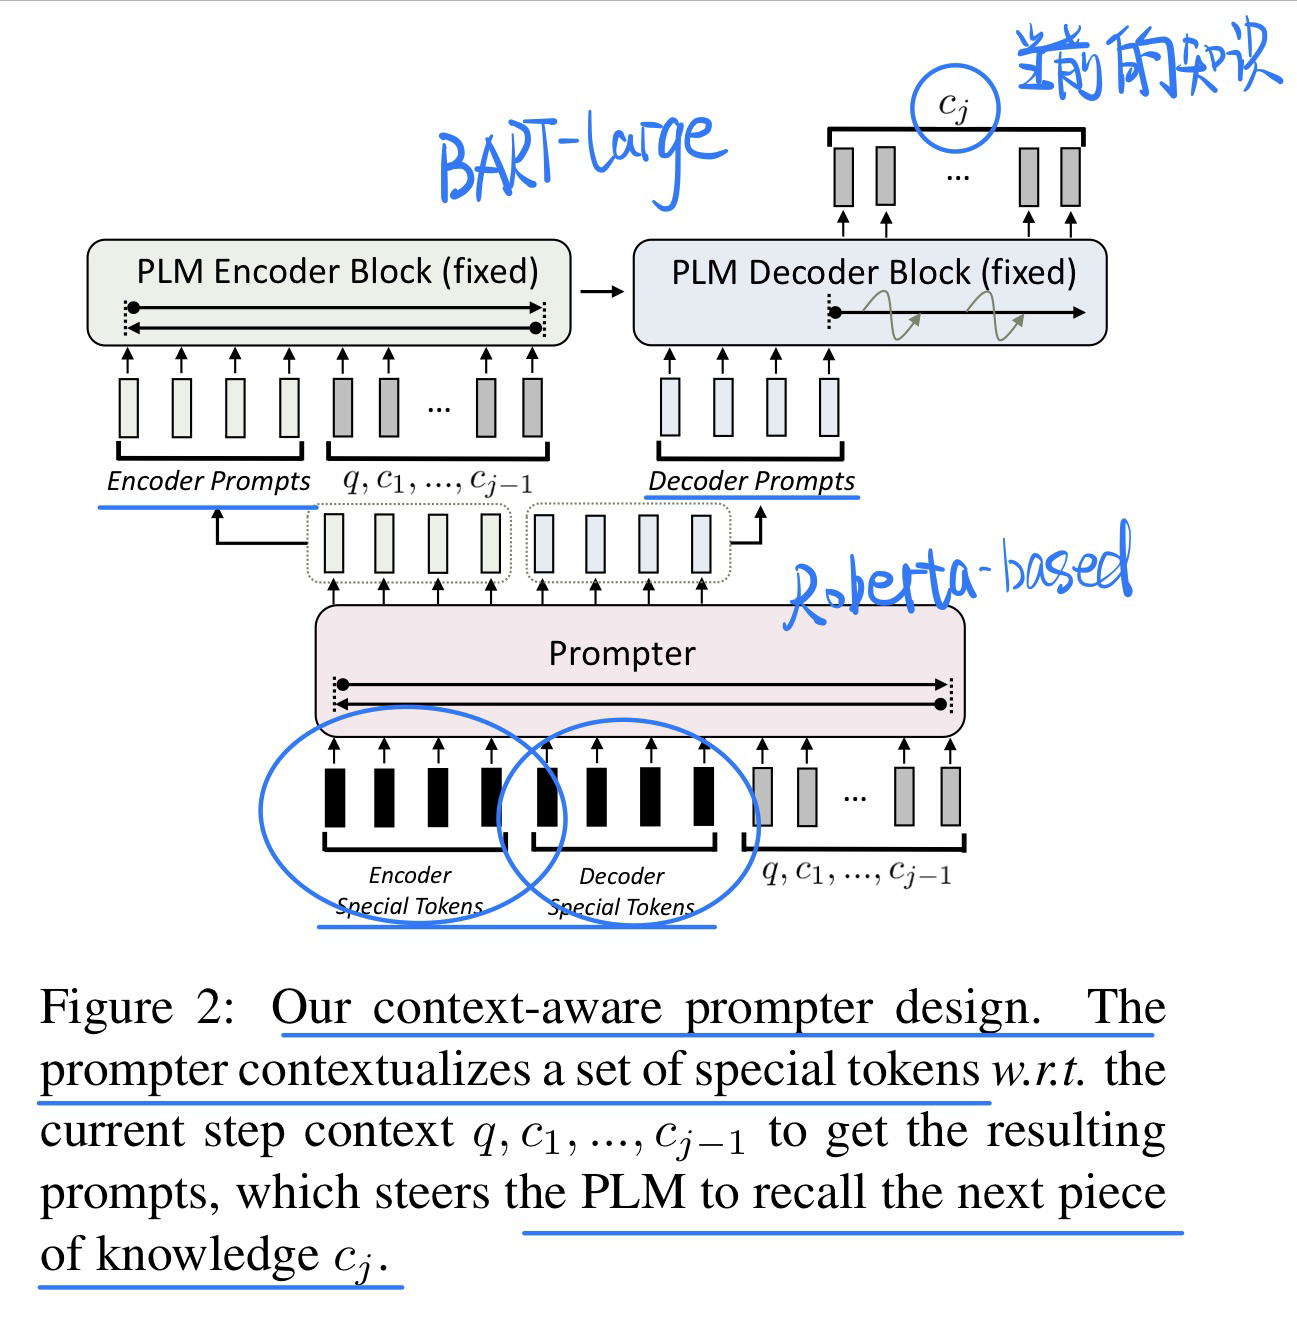 当前的知识
c_j
BART-Large
...
PLM Encoder Block (fixed)
PLM Decoder Block (fixed)
...
Encoder Prompts
q, c_1, ..., c_{j-1}
Decoder Prompts
Roberta-based
Prompter
...
Encoder Special Tokens
Decoder Special Tokens
q, c_1, ..., c_{j-1}
Figure 2: Our context-aware prompter design. The
prompter contextualizes a set of special tokens w.r.t. the
current step context q, c_1, ..., c_{j-1} to get the resulting
prompts, which steers the PLM to recall the next piece
of knowledge c_j.